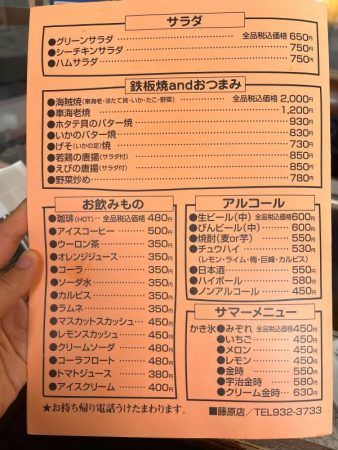 サラダ
●グリーンサラダ 全品税込価格 650円
●シーチキンサラダ 750円
●ハムサラダ 750円
鉄板焼andおつまみ
●海賊焼(車海老・ほたて貝・いか・たこ・野菜) 全品税込価格 2,000円
●車海老焼 1,200円
●ホタテ貝のバター焼 930円
●いかのバター焼 830円
●げそ(いかの足)焼 730円
●若鶏の唐揚(サラダ付) 850円
●えびの唐揚(サラダ付) 850円
●野菜炒め 780円
お飲みもの
●珈琲(HOT) 全品税込価格 480円
●アイスコーヒー 500円
●ウーロン茶 350円
●オレンジジュース 350円
●コーラ 350円
●ソーダ水 350円
●カルピス 350円
●ラムネ 350円
●マスカットスカッシュ 450円
●レモンスカッシュ 450円
●クリームソーダ 480円
●コーラフロート 480円
●トマトジュース 380円
●アイスクリーム 400円
アルコール
●生ビール(中) 全品税込価格 600円
●びんビール(中) 600円
●焼酎(麦or芋) 550円
●チュウハイ 530円
(レモン・ライム・梅・巨峰・カルピス)
●日本酒 550円
●ハイボール 580円
●ノンアルコール 450円
サマーメニュー
かき氷●みぞれ 全品税込価格 450円
●いちご 450円
●メロン 450円
●レモン 450円
●金時 550円
●宇治金時 580円
●クリーム金時 630円
★お持ち帰り電話うけたまわります。
■藤原店/TEL932-3733